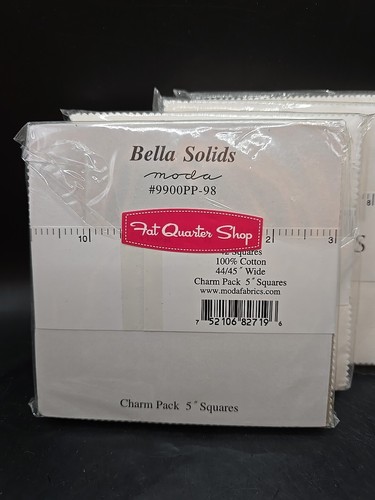 Bella Solids
moda
#9900PP-98
10
Fat Quarter Shop
2
3
Squares
100% Cotton
44/45" Wide
Charm Pack 5" Squares
www.modafabrics.com
7 52106 82719 6
Charm Pack 5" Squares